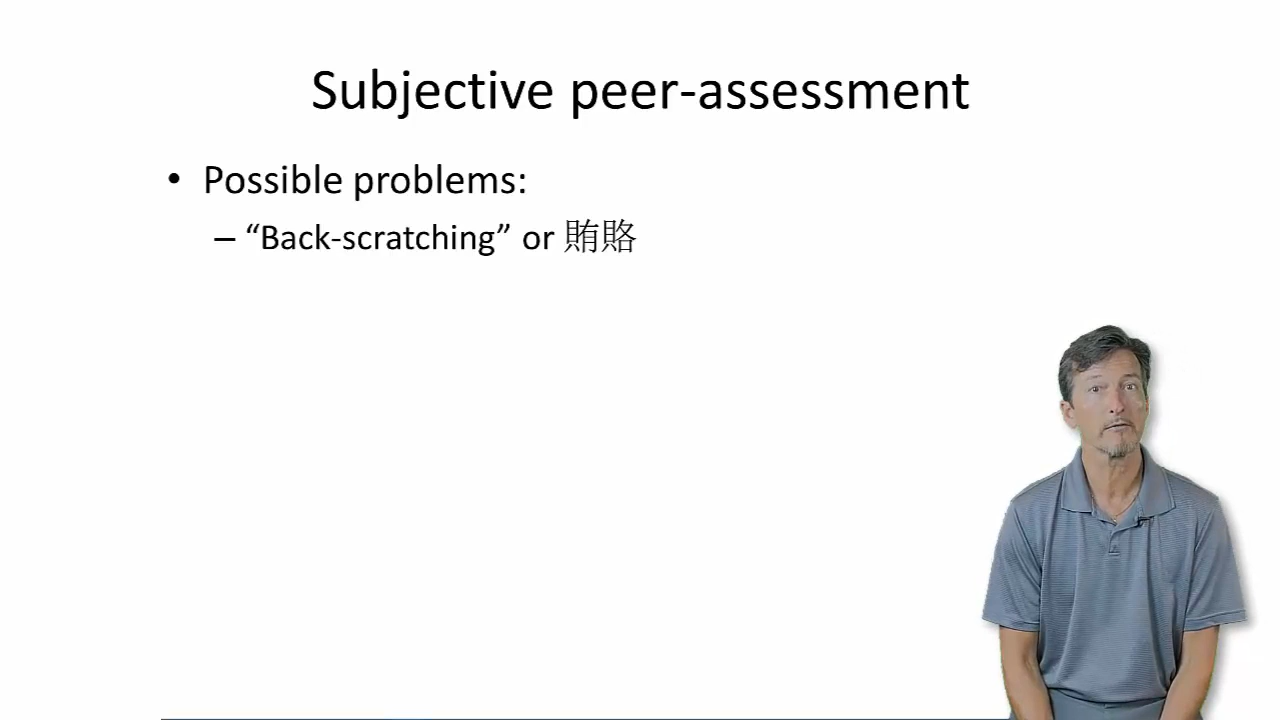 Subjective peer-assessment
• Possible problems:
– “Back-scratching” or 賄賂